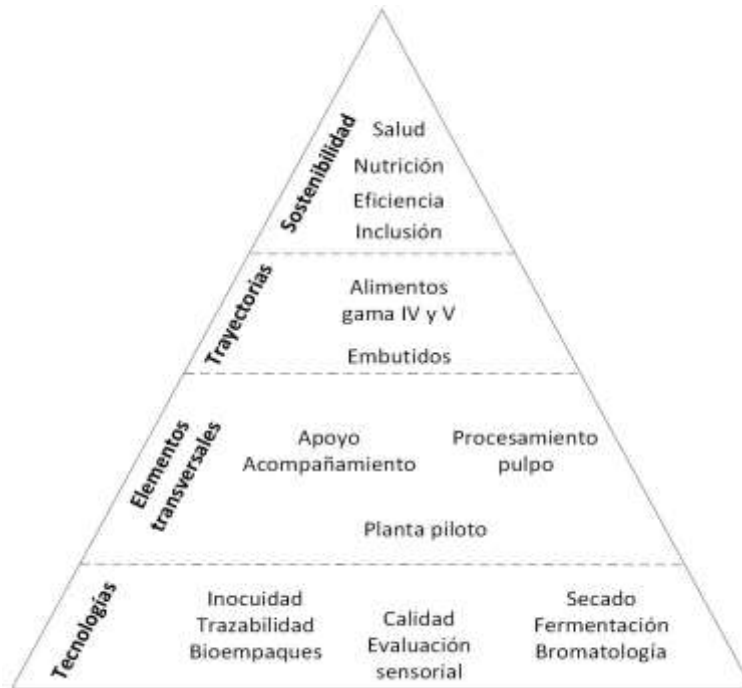 Sostenibilidad
Salud
Nutrición
Eficiencia
Inclusión
Trayectorias
Alimentos
gama IV y V
Embutidos
Elementos
transversales
Apoyo
Acompañamiento
Procesamiento
pulpo
Planta piloto
Tecnologías
Inocuidad
Trazabilidad
Bioempaques
Calidad
Evaluación
sensorial
Secado
Fermentación
Bromatología